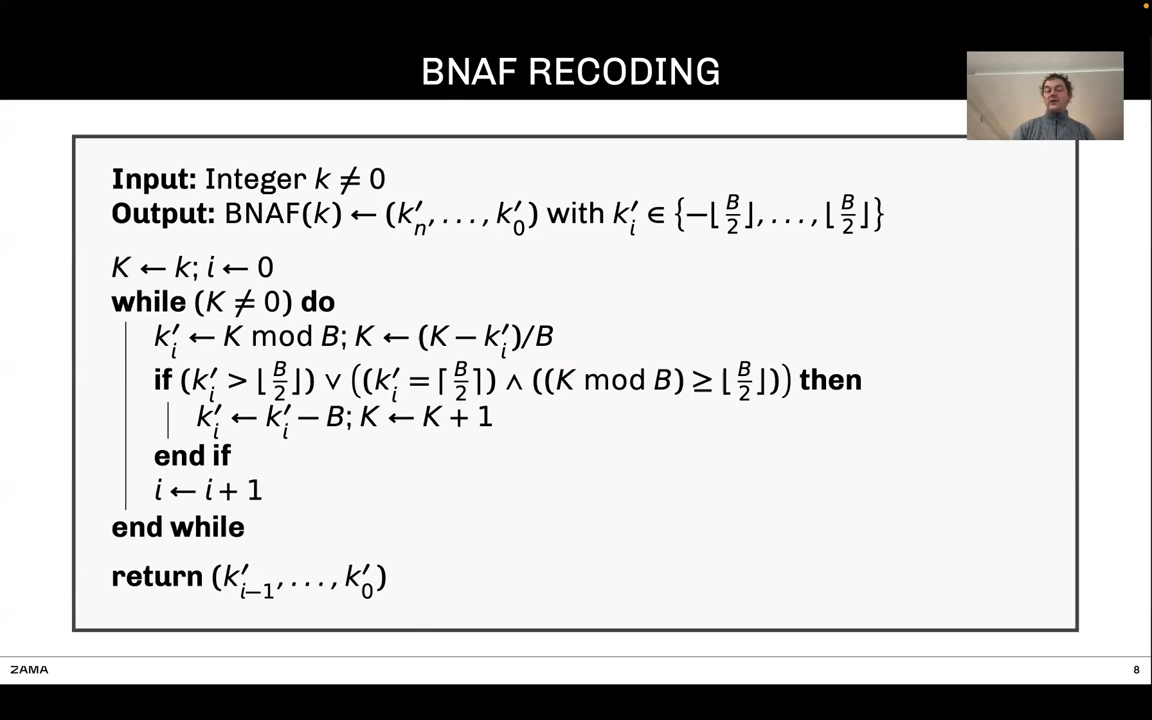 BNAF RECODING
Input: Integer k ≠ 0
Output: BNAF(k) ← (k′ₙ, . . . , k′₀) with k′ᵢ ∈ {−⌊B/2⌋, . . . , ⌊B/2⌋}
K ← k; i ← 0
while (K ≠ 0) do
k′ᵢ ← K mod B; K ← (K − k′ᵢ)/B
if (k′ᵢ > ⌊B/2⌋) ∨ ((k′ᵢ = ⌈B/2⌉) ∧ ((K mod B) ≥ ⌊B/2⌋)) then
k′ᵢ ← k′ᵢ − B; K ← K + 1
end if
i ← i + 1
end while
return (k′ᵢ₋₁, . . . , k′₀)
ZAMA
8